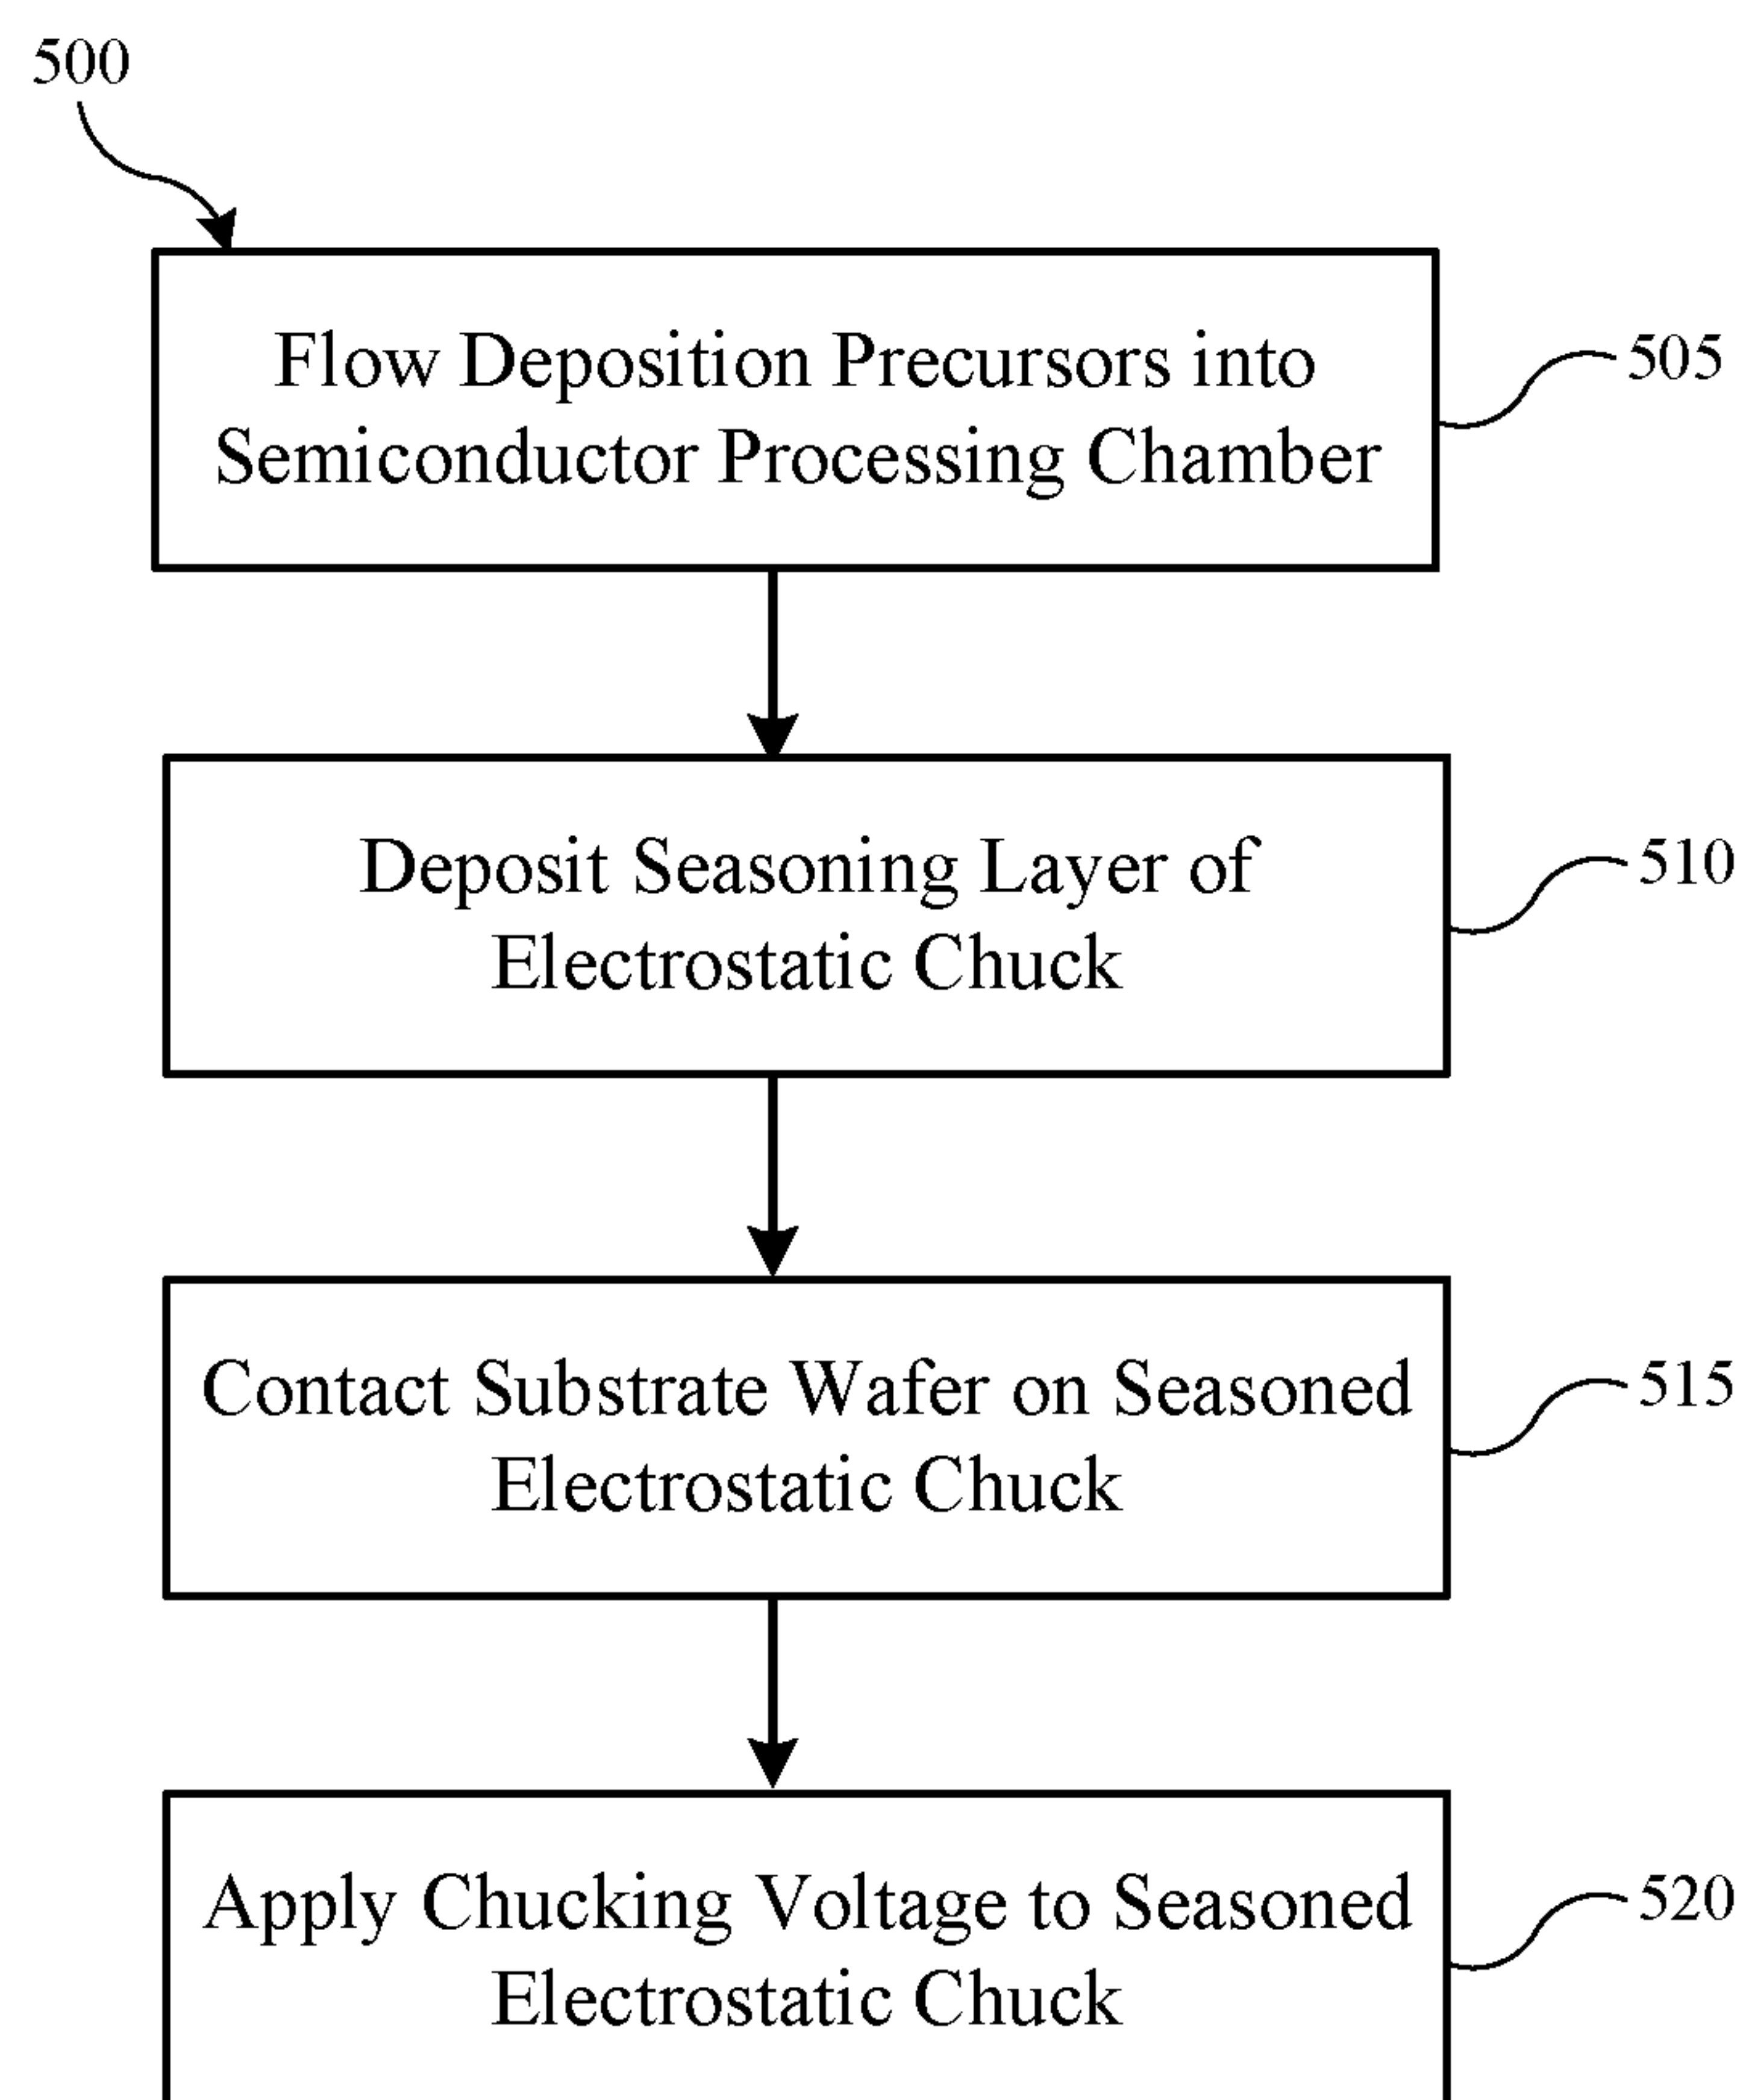 500
Flow Deposition Precursors into
Semiconductor Processing Chamber
505
Deposit Seasoning Layer of
Electrostatic Chuck
510
Contact Substrate Wafer on Seasoned
Electrostatic Chuck
515
Apply Chucking Voltage to Seasoned
Electrostatic Chuck
520